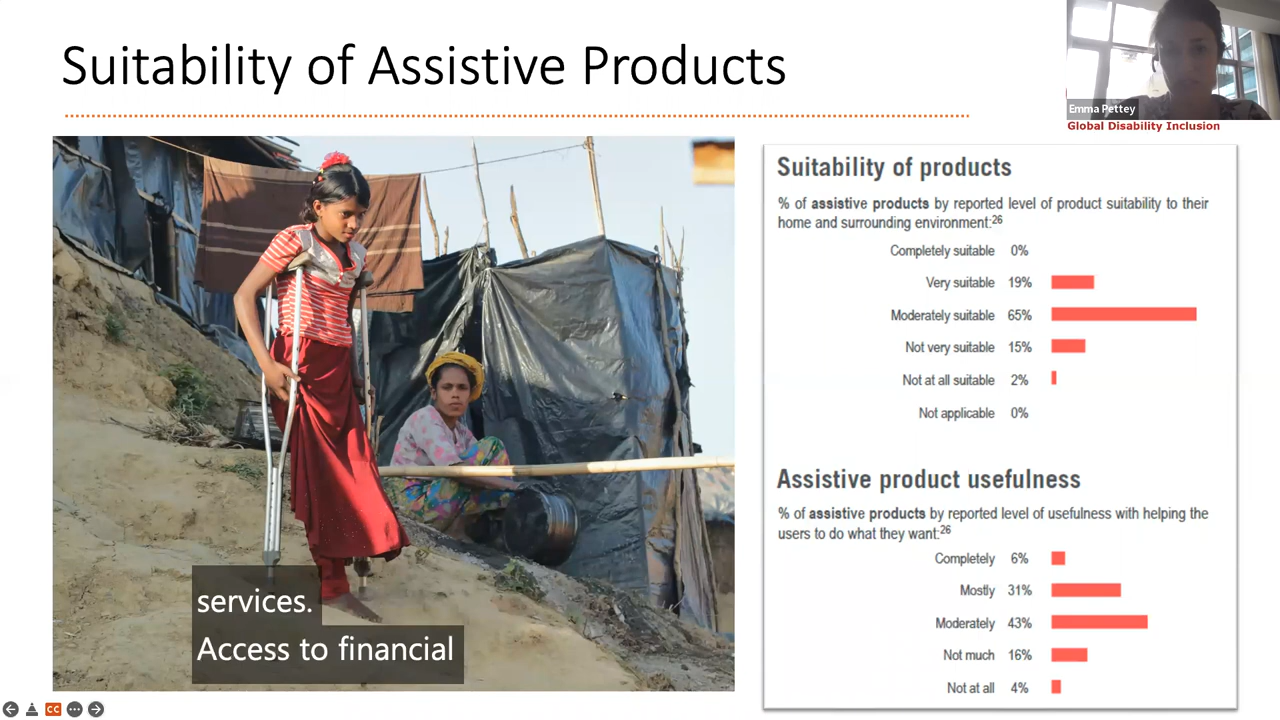 Suitability of Assistive Products
Emma Pettey
Global Disability Inclusion
Suitability of products
% of assistive products by reported level of product suitability to their
home and surrounding environment:26
Completely suitable 0%
Very suitable 19%
Moderately suitable 65%
Not very suitable 15%
Not at all suitable 2%
Not applicable 0%
Assistive product usefulness
% of assistive products by reported level of usefulness with helping the
users to do what they want:26
Completely 6%
Mostly 31%
Moderately 43%
Not much 16%
Not at all 4%
services.
Access to financial
CC